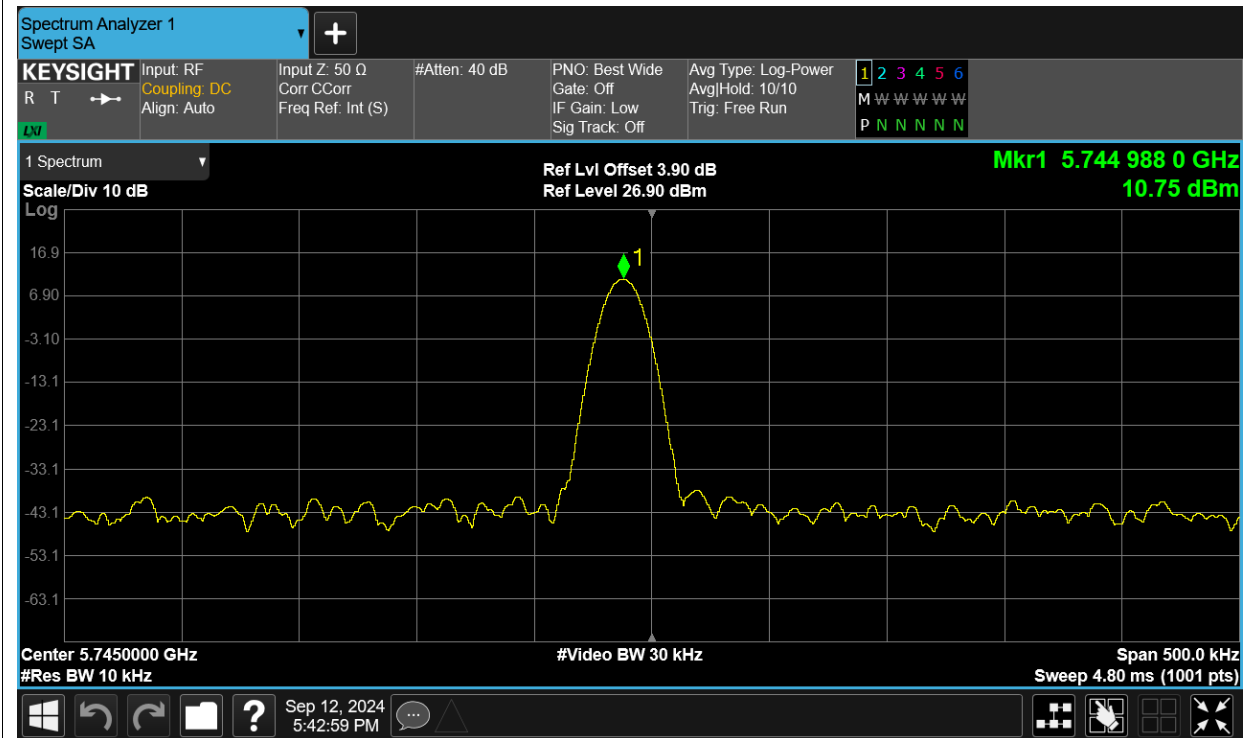 Spectrum Analyzer 1
Swept SA
+
KEYSIGHT
R T
LXI
Input: RF
Coupling: DC
Align: Auto
Input Z: 50 Ω
Corr CCorr
Freq Ref: Int (S)
#Atten: 40 dB
PNO: Best Wide
Gate: Off
IF Gain: Low
Sig Track: Off
Avg Type: Log-Power
Avg|Hold: 10/10
Trig: Free Run
1 2 3 4 5 6
M W W W W W
P N N N N N
1 Spectrum
Scale/Div 10 dB
Log
Ref Lvl Offset 3.90 dB
Ref Level 26.90 dBm
Mkr1 5.744 988 0 GHz
10.75 dBm
1
16.9
6.90
-3.10
-13.1
-23.1
-33.1
-43.1
-53.1
-63.1
Center 5.7450000 GHz
#Video BW 30 kHz
Span 500.0 kHz
#Res BW 10 kHz
Sweep 4.80 ms (1001 pts)
?
Sep 12, 2024
5:42:59 PM